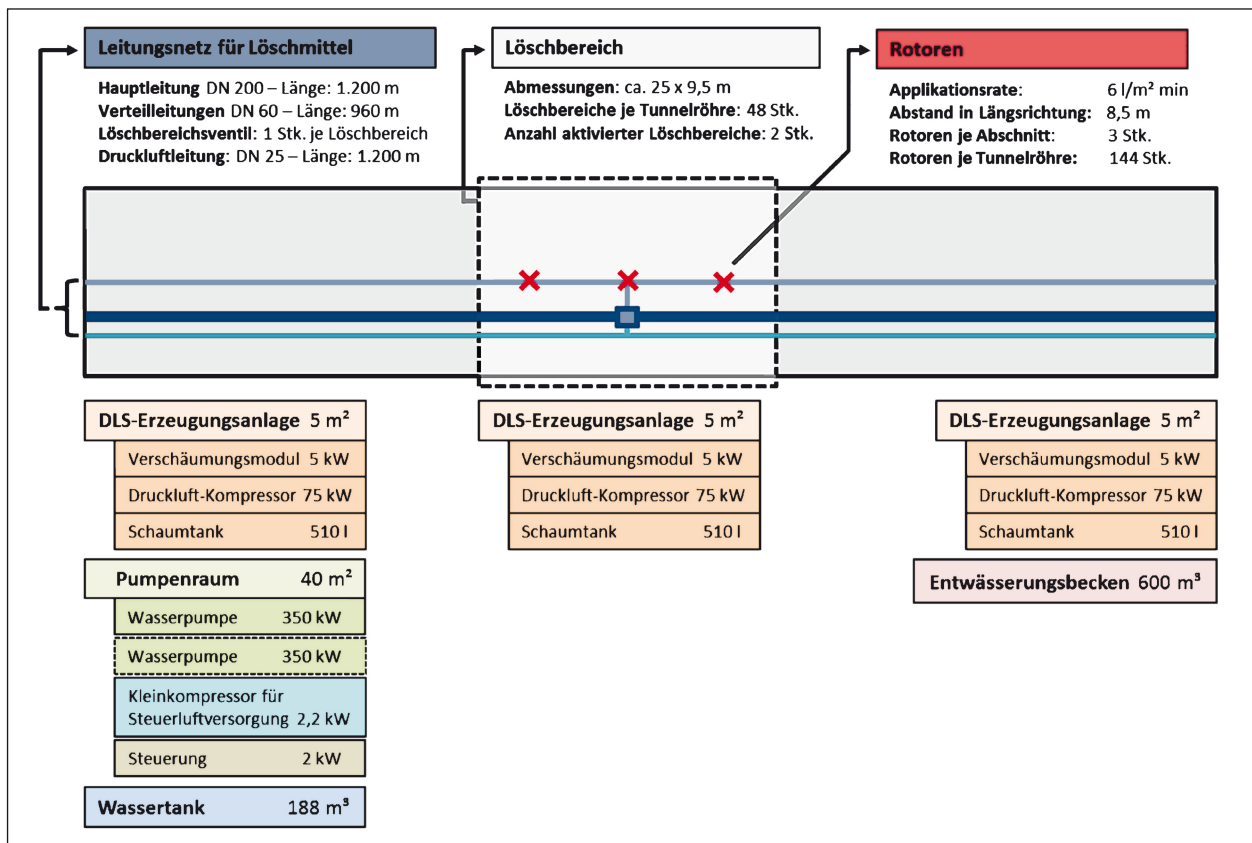 Leitungsnetz für Löschmittel
Hauptleitung DN 200 – Länge: 1.200 m
Verteilleitungen DN 60 – Länge: 960 m
Löschbereichsventil: 1 Stk. je Löschbereich
Druckluftleitung: DN 25 – Länge: 1.200 m
Löschbereich
Abmessungen: ca. 25 x 9,5 m
Löschbereiche je Tunnelröhre: 48 Stk.
Anzahl aktivierter Löschbereiche: 2 Stk.
Rotoren
Applikationsrate: 6 l/m² min
Abstand in Längsrichtung: 8,5 m
Rotoren je Abschnitt: 3 Stk.
Rotoren je Tunnelröhre: 144 Stk.
DLS-Erzeugungsanlage 5 m²
Verschäumungsmodul 5 kW
Druckluft-Kompressor 75 kW
Schaumtank 510 l
Pumpenraum 40 m²
Wasserpumpe 350 kW
Wasserpumpe 350 kW
Kleinkompressor für
Steuerluftversorgung 2,2 kW
Steuerung 2 kW
Wassertank 188 m³
DLS-Erzeugungsanlage 5 m²
Verschäumungsmodul 5 kW
Druckluft-Kompressor 75 kW
Schaumtank 510 l
DLS-Erzeugungsanlage 5 m²
Verschäumungsmodul 5 kW
Druckluft-Kompressor 75 kW
Schaumtank 510 l
Entwässerungsbecken 600 m³